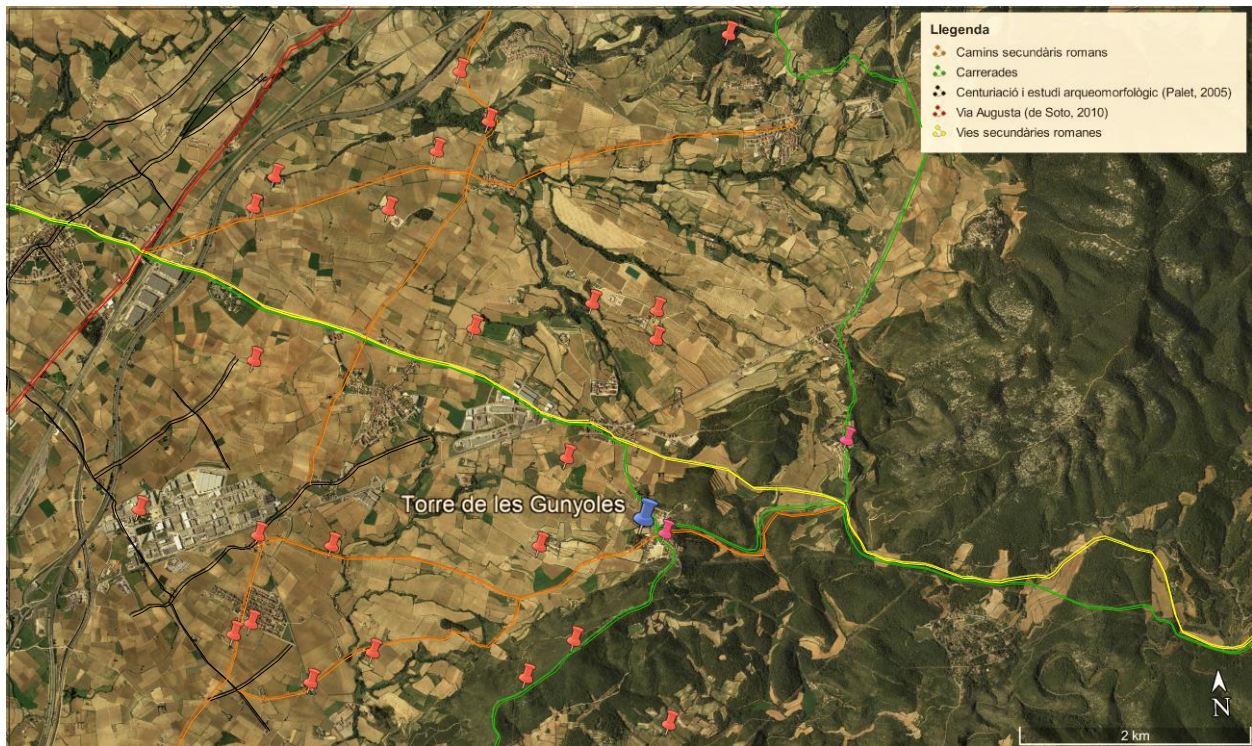 Llegenda
Camins secundàris romans
Carrerades
Centuriació i estudi arqueomorfològic (Palet, 2005)
Via Augusta (de Soto, 2010)
Vies secundàries romanes
Torre de les Gunyoles
N
2 km